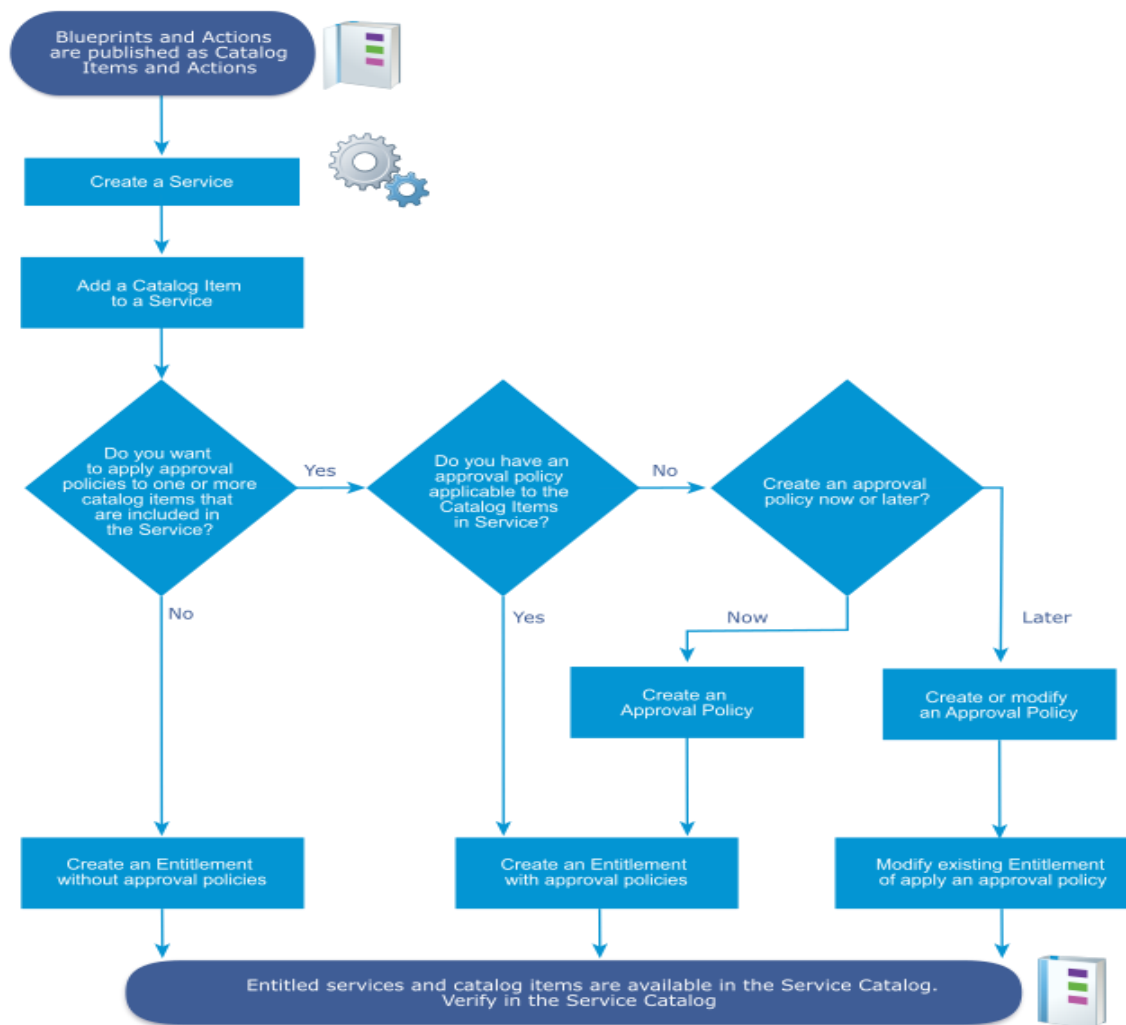 Blueprints and Actions
are published as Catalog
Items and Actions
Create a Service
Add a Catalog Item
to a Service
Do you want
to apply approval
policies to one or more
catalog items that
are included in
the Service?
Yes
Do you have an
approval policy
applicable to the
Catalog Items
in Service?
No
Create an approval
policy now or later?
No
Yes
Now
Later
Create an
Approval Policy
Create or modify
an Approval Policy
Create an Entitlement
without approval policies
Create an Entitlement
with approval policies
Modify existing Entitlement
of apply an approval policy
Entitled services and catalog items are available in the Service Catalog.
Verify in the Service Catalog